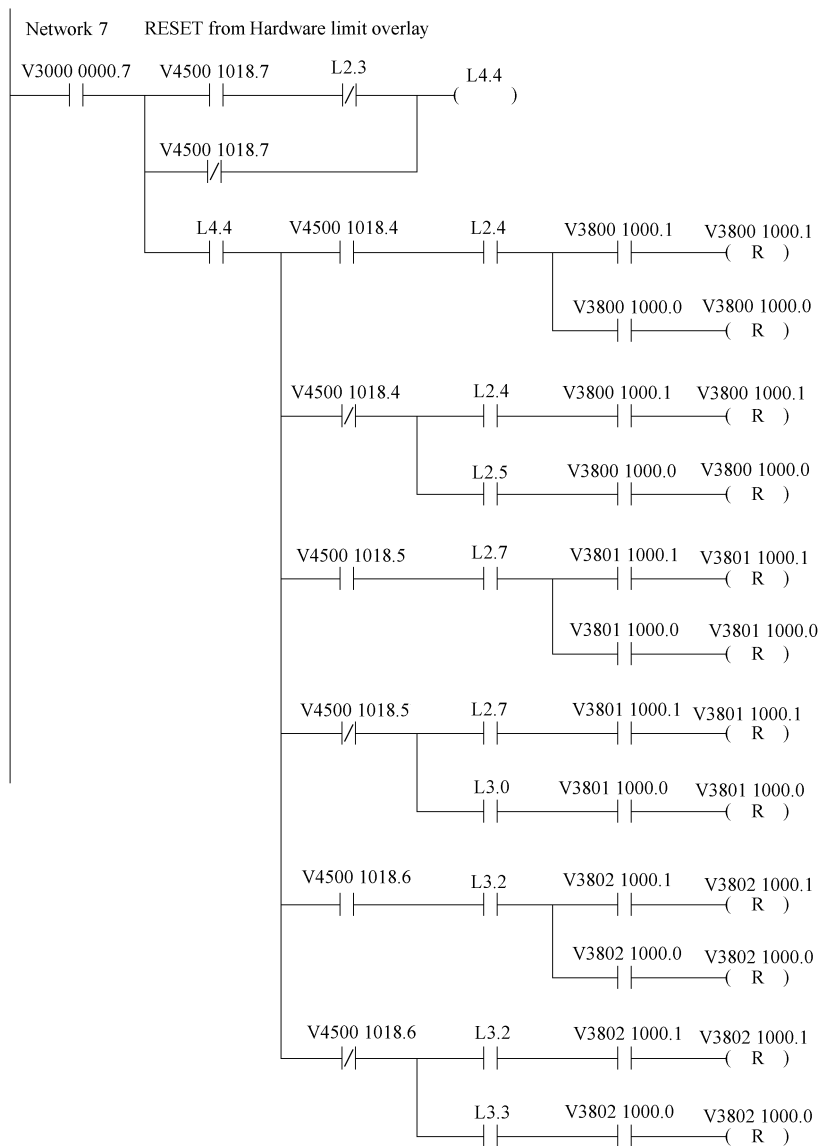 Network 7 RESET from Hardware limit overlay
V3000 0000.7 V4500 1018.7 L2.3 L4.4
( )
V4500 1018.7
L4.4 V4500 1018.4 L2.4 V3800 1000.1 V3800 1000.1
( R )
V3800 1000.0 V3800 1000.0
( R )
V4500 1018.4 L2.4 V3800 1000.1 V3800 1000.1
( R )
L2.5 V3800 1000.0 V3800 1000.0
( R )
V4500 1018.5 L2.7 V3801 1000.1 V3801 1000.1
( R )
V3801 1000.0 V3801 1000.0
( R )
V4500 1018.5 L2.7 V3801 1000.1 V3801 1000.1
( R )
L3.0 V3801 1000.0 V3801 1000.0
( R )
V4500 1018.6 L3.2 V3802 1000.1 V3802 1000.1
( R )
V3802 1000.0 V3802 1000.0
( R )
V4500 1018.6 L3.2 V3802 1000.1 V3802 1000.1
( R )
L3.3 V3802 1000.0 V3802 1000.0
( R )